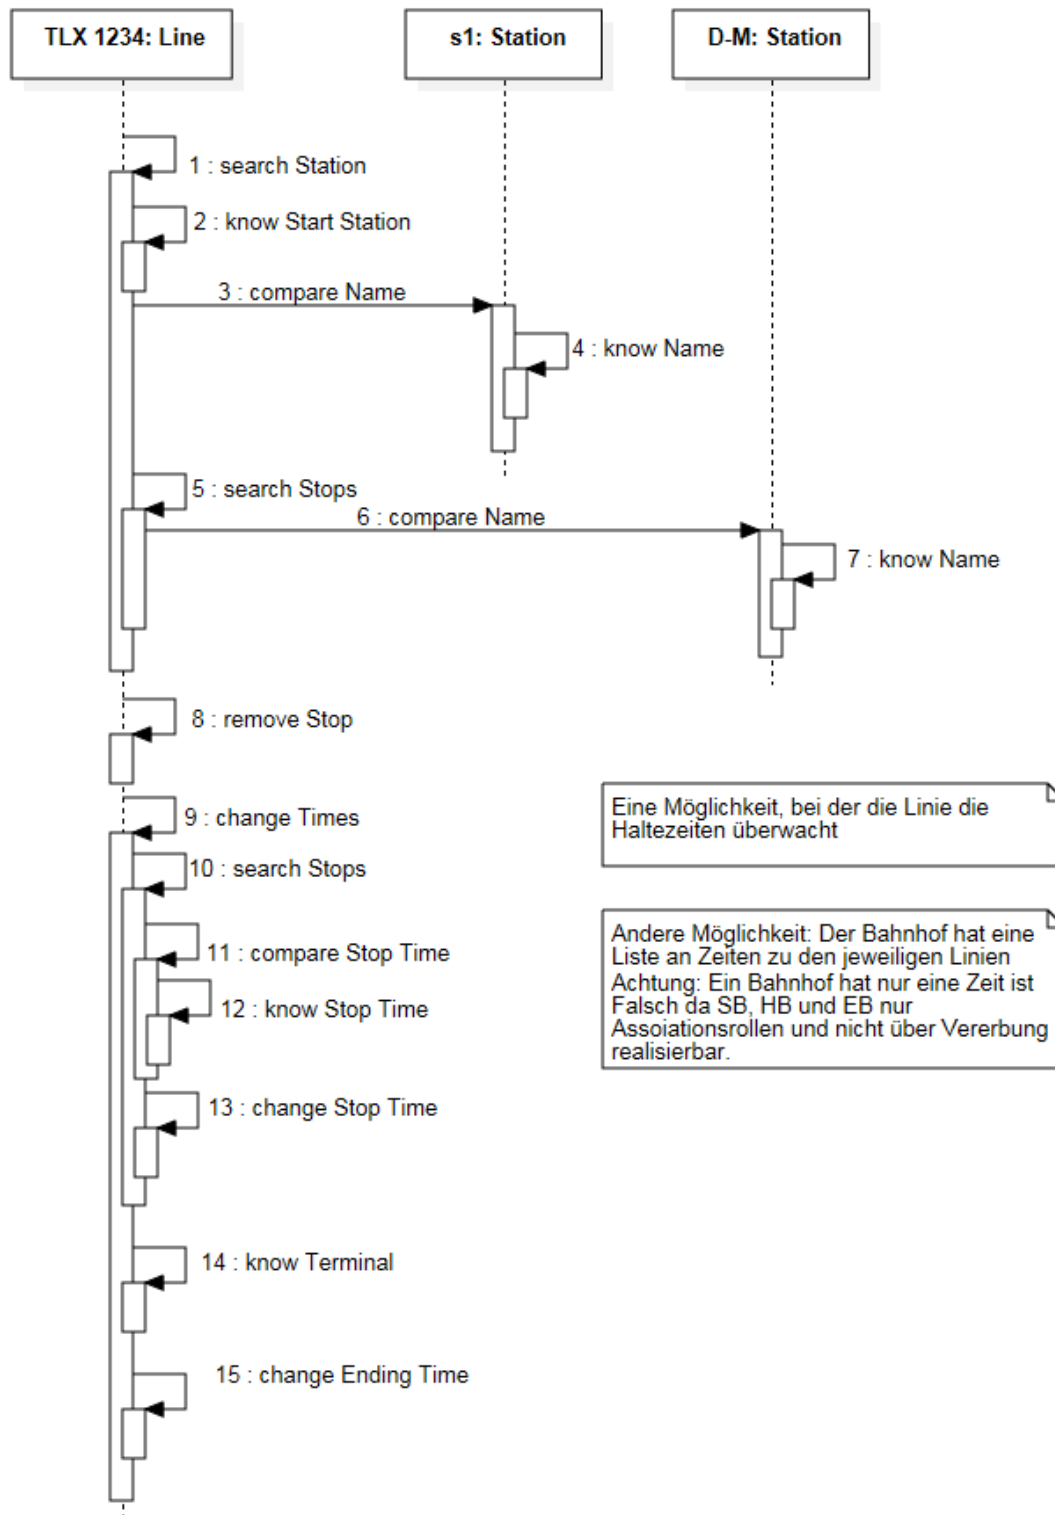 TLX 1234: Line
s1: Station
D-M: Station
1 : search Station
2 : know Start Station
3 : compare Name
4 : know Name
5 : search Stops
6 : compare Name
7 : know Name
8 : remove Stop
9 : change Times
Eine Möglichkeit, bei der die Linie die
Haltezeiten überwacht
10 : search Stops
Andere Möglichkeit: Der Bahnhof hat eine
Liste an Zeiten zu den jeweiligen Linien
Achtung: Ein Bahnhof hat nur eine Zeit ist
Falsch da SB, HB und EB nur
Assoiationsrollen und nicht über Vererbung
realisierbar.
11 : compare Stop Time
12 : know Stop Time
13 : change Stop Time
14 : know Terminal
15 : change Ending Time